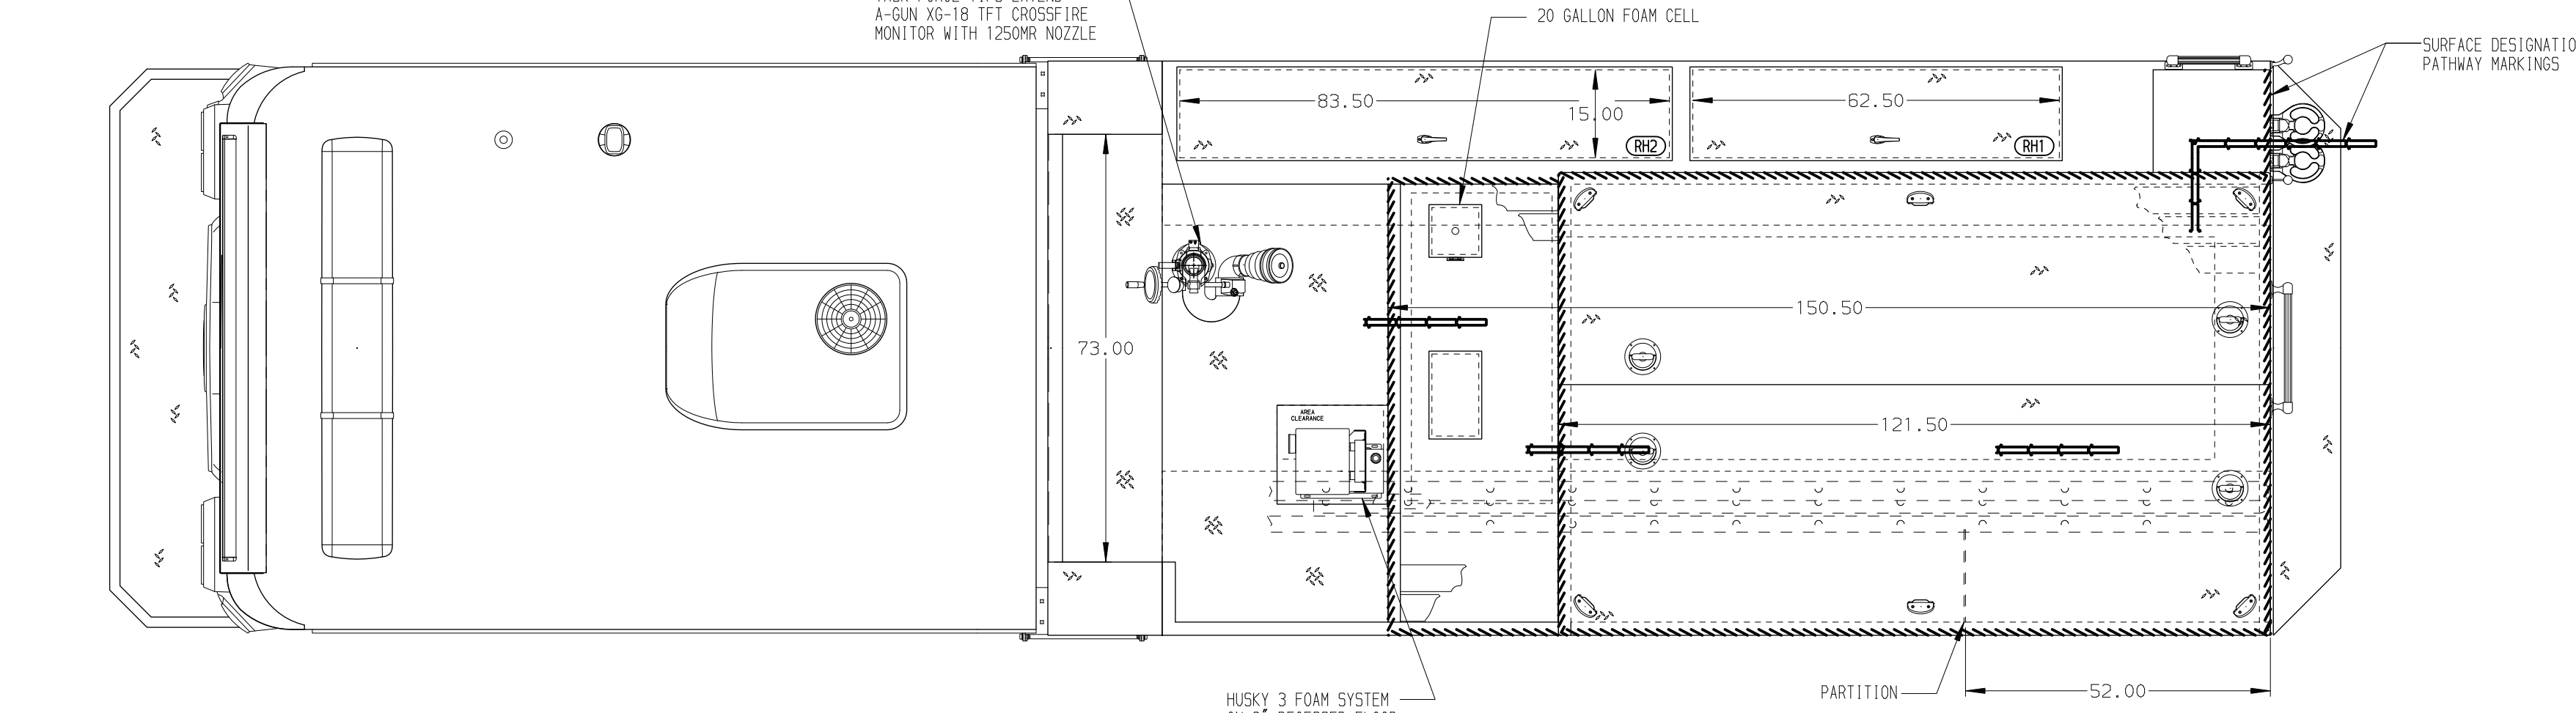 A-GUN XG-18 TFT CROSSFIRE
MONITOR WITH 1250MR NOZZLE
20 GALLON FOAM CELL
SURFACE DESIGNATIO
PATHWAY MARKINGS
83.50
15.00
62.50
RH2
RH1
150.50
73.00
AREA
CLEARANCE
121.50
HUSKY 3 FOAM SYSTEM
PARTITION
52.00